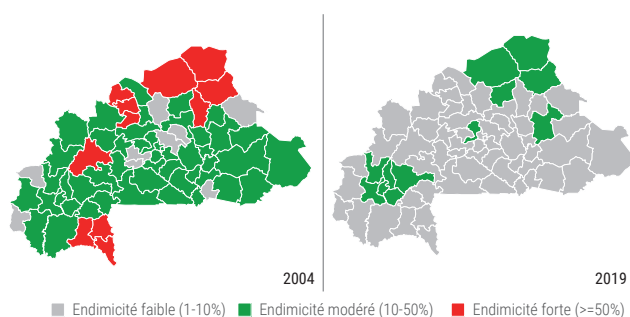 2004
2019
Endimicité faible (1-10%)
Endimicité modéré (10-50%)
Endimicité forte (>=50%)